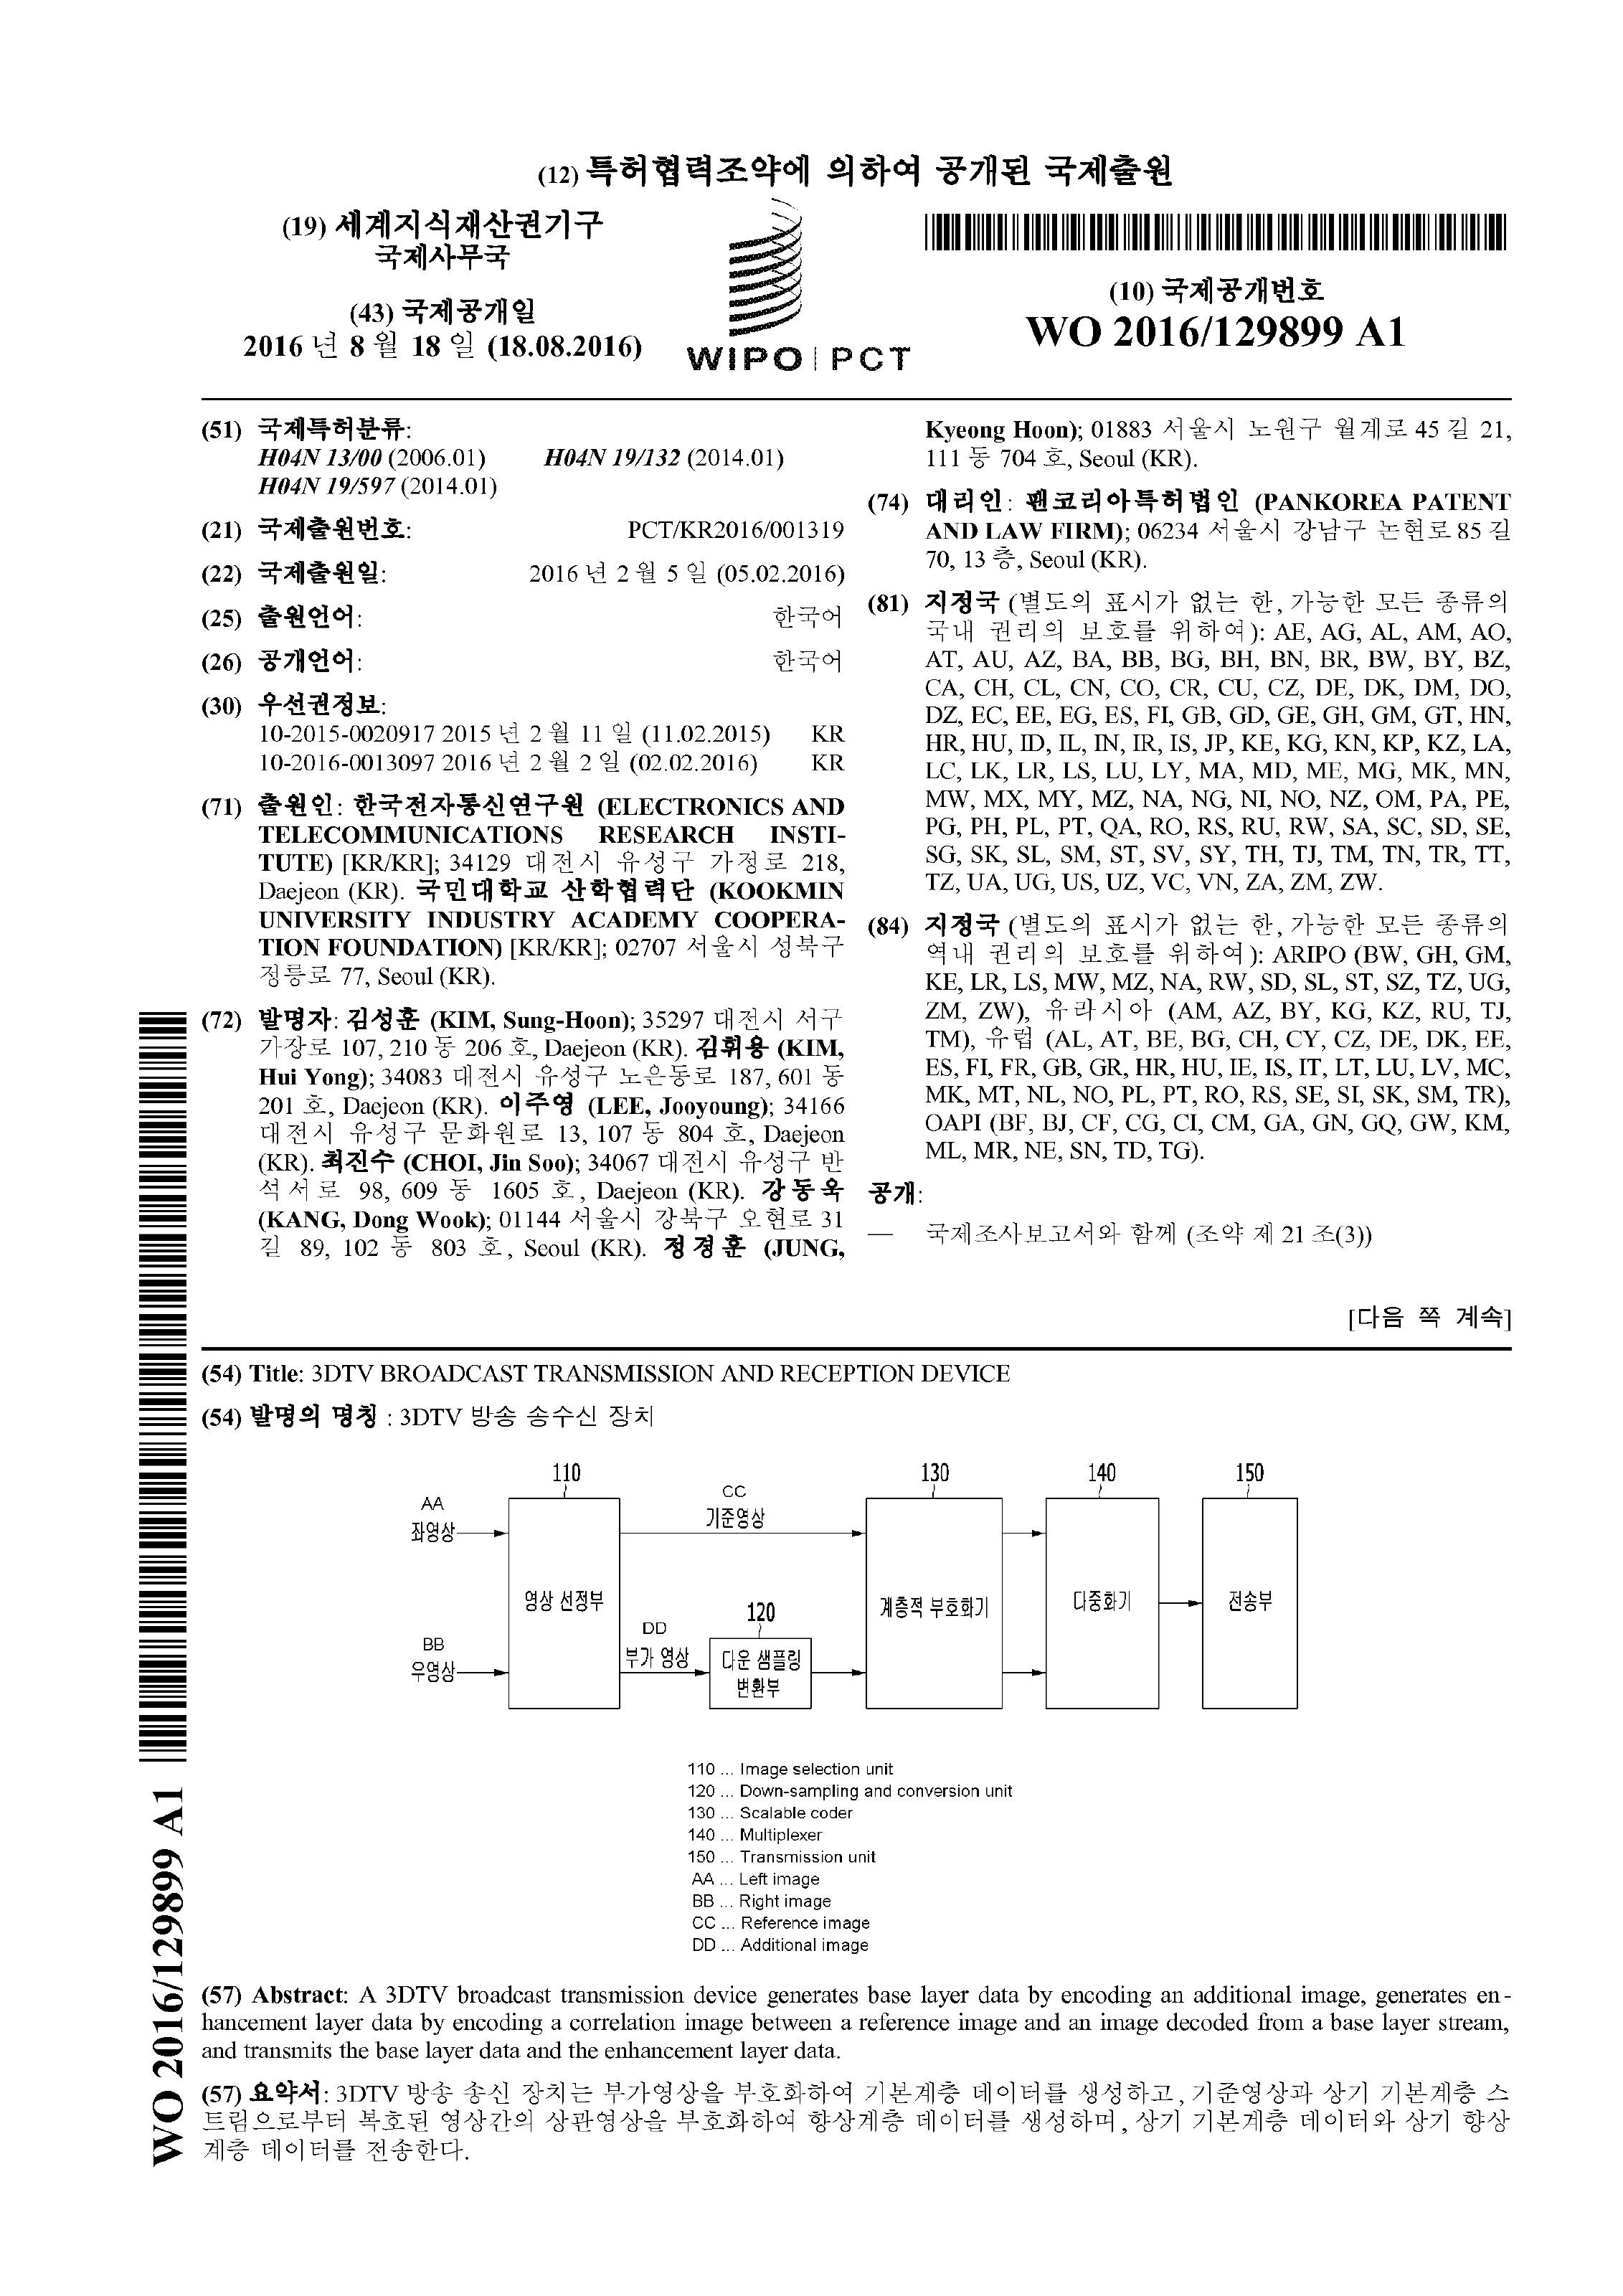 (12) 특허협력조약에 의하여 공개된 국제출원
(19) 세계지식재산권기구
국제사무국
(43) 국제공개일
2016 년 8 월 18 일 (18.08.2016)
WIPO | PCT
(10) 국제공개번호
WO 2016/129899 A1
(51) 국제특허분류:
H04N 13/00 (2006.01) H04N 19/132 (2014.01)
H04N 19/597 (2014.01)
(21) 국제출원번호: PCT/KR2016/001319
(22) 국제출원일: 2016 년 2 월 5 일 (05.02.2016)
(25) 출원언어: 한국어
(26) 공개언어: 한국어
(30) 우선권정보:
10-2015-0020917 2015 년 2 월 11 일 (11.02.2015) KR
10-2016-0013097 2016 년 2 월 2 일 (02.02.2016) KR
(71) 출원인: 한국전자통신연구원 (ELECTRONICS AND
TELECOMMUNICATIONS RESEARCH INSTI-
TUTE) [KR/KR]; 34129 대전시 유성구 가정로 218,
Daejeon (KR). 국민대학교 산학협력단 (KOOKMIN
UNIVERSITY INDUSTRY ACADEMY COOPERA-
TION FOUNDATION) [KR/KR]; 02707 서울시 성북구
정릉로 77, Seoul (KR).
(72) 발명자: 김성훈 (KIM, Sung-Hoon); 35297 대전시 서구
가장로 107, 210 동 206 호, Daejeon (KR). 김휘용 (KIM,
Hui Yong); 34083 대전시 유성구 노은동로 187, 601 동
201 호, Daejeon (KR). 이주영 (LEE, Jooyoung); 34166
대전시 유성구 문화원로 13, 107 동 804 호, Daejeon
(KR). 최진수 (CHOI, Jin Soo); 34067 대전시 유성구 반
석서로 98, 609 동 1605 호, Daejeon (KR). 강동욱
(KANG, Dong Wook); 01144 서울시 강북구 오현로 31
길 89, 102 동 803 호, Seoul (KR). 정경훈 (JUNG,
Kyeong Hoon); 01883 서울시 노원구 월계로 45 길 21,
111 동 704 호, Seoul (KR).
(74) 대리인: 팬코리아특허법인 (PANKOREA PATENT
AND LAW FIRM); 06234 서울시 강남구 논현로 85 길
70, 13 층, Seoul (KR).
(81) 지정국 (별도의 표시가 없는 한, 가능한 모든 종류의
국내 권리의 보호를 위하여): AE, AG, AL, AM, AO,
AT, AU, AZ, BA, BB, BG, BH, BN, BR, BW, BY, BZ,
CA, CH, CL, CN, CO, CR, CU, CZ, DE, DK, DM, DO,
DZ, EC, EE, EG, ES, FI, GB, GD, GE, GH, GM, GT, HN,
HR, HU, ID, IL, IN, IR, IS, JP, KE, KG, KN, KP, KZ, LA,
LC, LK, LR, LS, LU, LY, MA, MD, ME, MG, MK, MN,
MW, MX, MY, MZ, NA, NG, NI, NO, NZ, OM, PA, PE,
PG, PH, PL, PT, QA, RO, RS, RU, RW, SA, SC, SD, SE,
SG, SK, SL, SM, ST, SV, SY, TH, TJ, TM, TN, TR, TT,
TZ, UA, UG, US, UZ, VC, VN, ZA, ZM, ZW.
(84) 지정국 (별도의 표시가 없는 한, 가능한 모든 종류의
역내 권리의 보호를 위하여): ARIPO (BW, GH, GM,
KE, LR, LS, MW, MZ, NA, RW, SD, SL, ST, SZ, TZ, UG,
ZM, ZW), 유라시아 (AM, AZ, BY, KG, KZ, RU, TJ,
TM), 유럽 (AL, AT, BE, BG, CH, CY, CZ, DE, DK, EE,
ES, FI, FR, GB, GR, HR, HU, IE, IS, IT, LT, LU, LV, MC,
MK, MT, NL, NO, PL, PT, RO, RS, SE, SI, SK, SM, TR),
OAPI (BF, BJ, CF, CG, CI, CM, GA, GN, GQ, GW, KM,
ML, MR, NE, SN, TD, TG).
공개:
— 국제조사보고서와 함께 (조약 제 21 조(3))
[다음 쪽 계속]
(54) Title: 3DTV BROADCAST TRANSMISSION AND RECEPTION DEVICE
(54) 발명의 명칭 : 3DTV 방송 송수신 장치
110 130 140 150
AA
좌영상
CC
기준영상
영상 선정부
계층적 부호화기
다중화기
전송부
120
BB
우영상
DD
부가 영상
다운 샘플링
변환부
110 ... Image selection unit
120 ... Down-sampling and conversion unit
130 ... Scalable coder
140 ... Multiplexer
150 ... Transmission unit
AA ... Left image
BB ... Right image
CC ... Reference image
DD ... Additional image
(57) Abstract: A 3DTV broadcast transmission device generates base layer data by encoding an additional image, generates en-
hancement layer data by encoding a correlation image between a reference image and an image decoded from a base layer stream,
and transmits the base layer data and the enhancement layer data.
(57) 요약서: 3DTV 방송 송신 장치는 부가영상을 부호화하여 기본계층 데이터를 생성하고, 기준영상과 상기 기본계층 스
트림으로부터 복호된 영상간의 상관영상을 부호화하여 향상계층 데이터를 생성하며, 상기 기본계층 데이터와 상기 향상
계층 데이터를 전송한다.
WO 2016/129899 A1